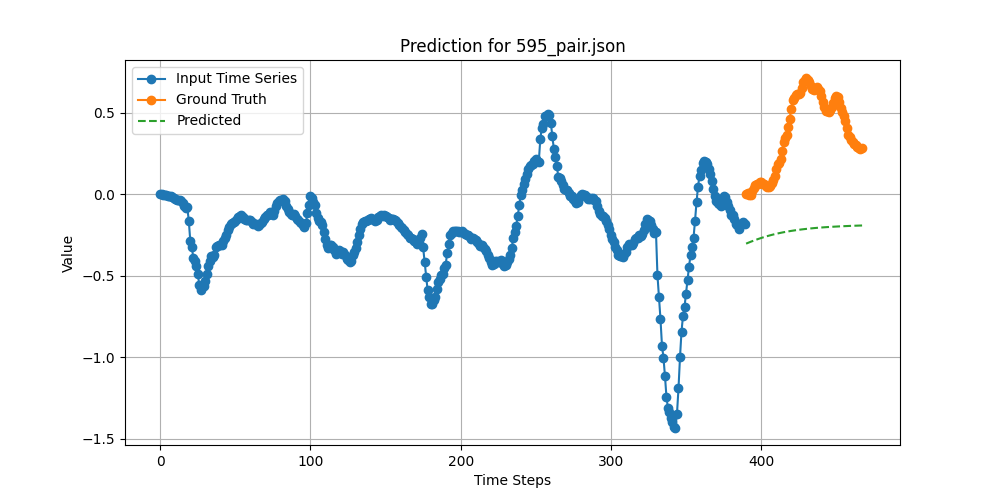 Prediction for 595_pair.json
Input Time Series
Ground Truth
Predicted
0.5
0.0
−0.5
−1.0
−1.5
Value
0 100 200 300 400
Time Steps